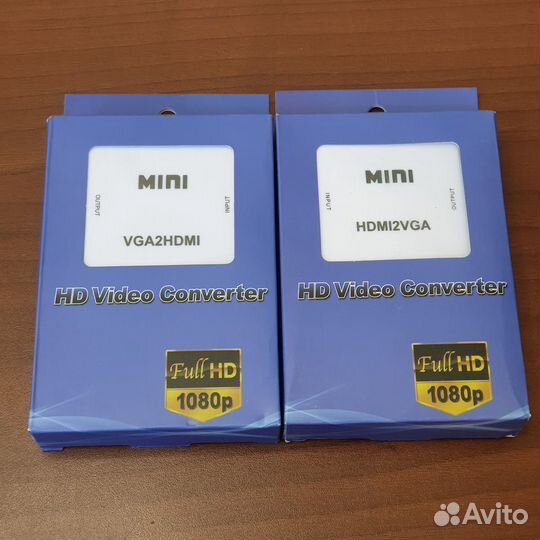 MINI
OUTPUT
INPUT
VGA2HDMI
HD Video Converter
Full HD
1080p
MINI
INPUT
OUTPUT
HDMI2VGA
HD Video Converter
Full HD
1080p
Avito